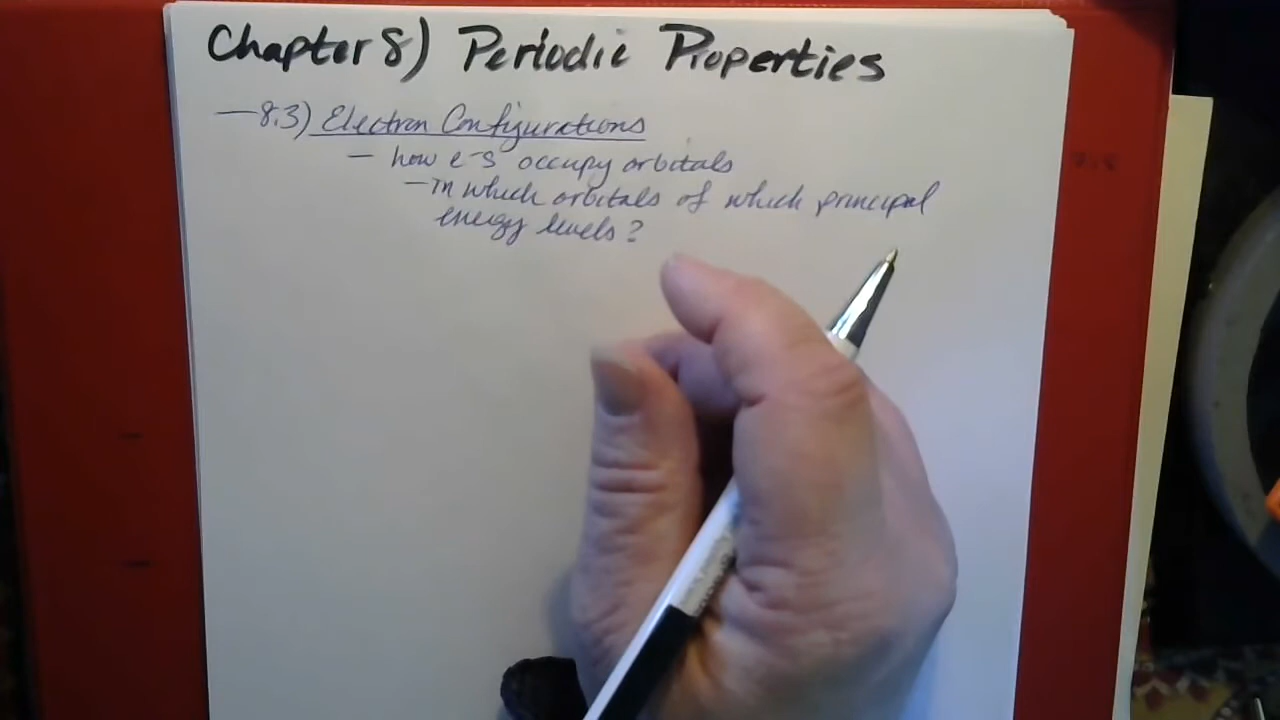 Chapter 8) Periodic Properties
— 8.3) Electron Configurations
— how e-s occupy orbitals
— in which orbitals of which principal
energy levels?